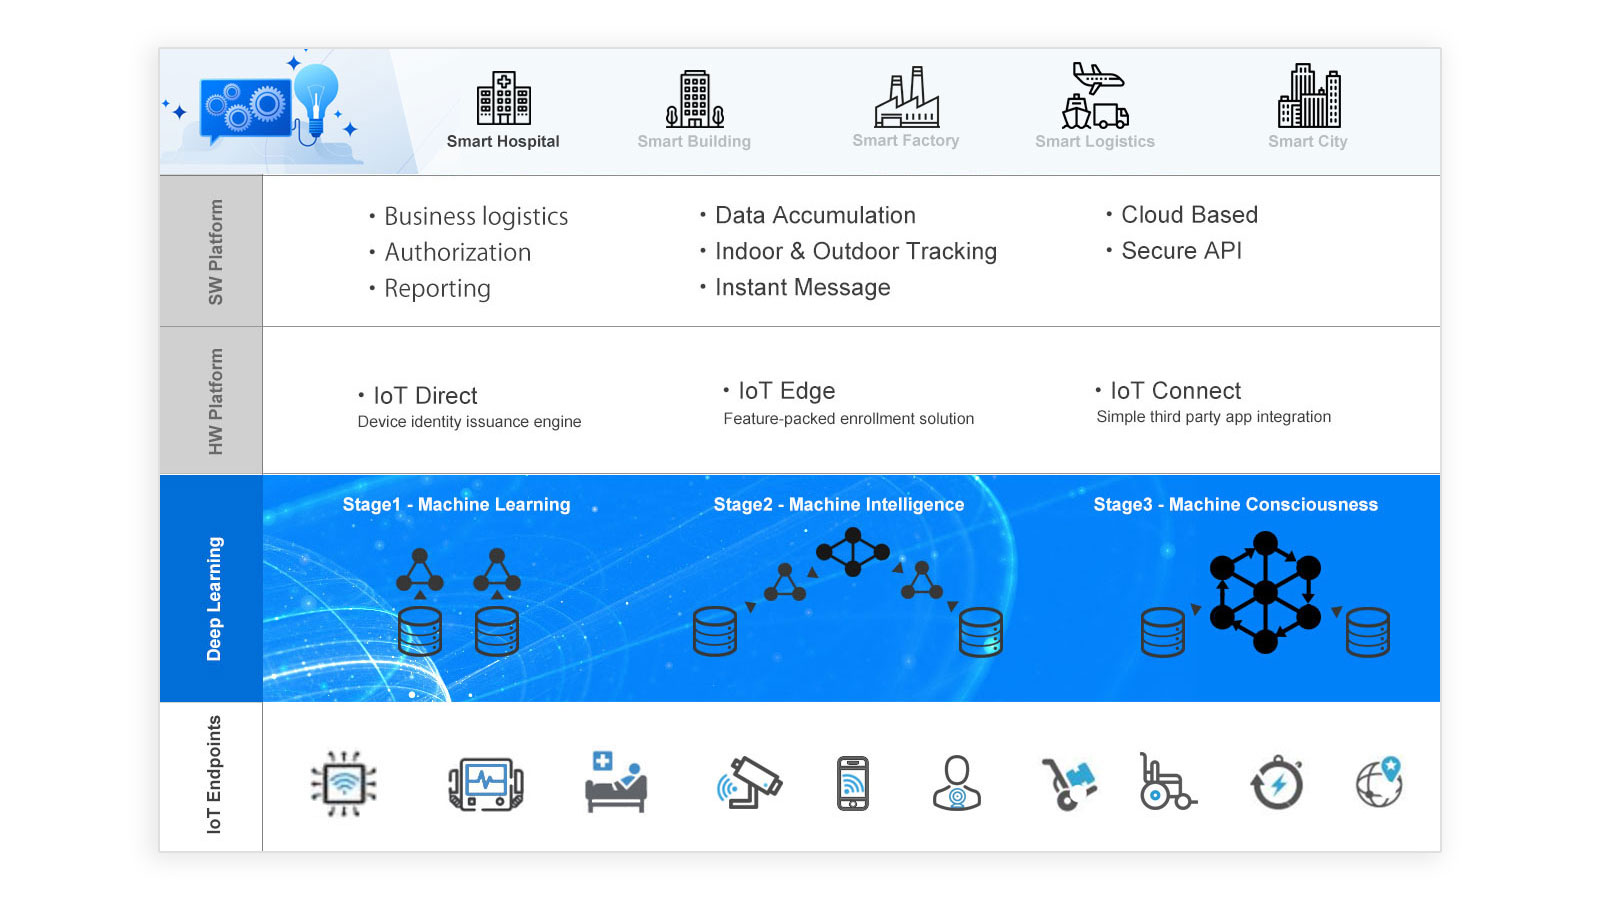 Smart Hospital
Smart Building
Smart Factory
Smart Logistics
Smart City
SW Platform
• Business logistics
• Authorization
• Reporting
• Data Accumulation
• Indoor & Outdoor Tracking
• Instant Message
• Cloud Based
• Secure API
HW Platform
• IoT Direct
Device identity issuance engine
• IoT Edge
Feature-packed enrollment solution
• IoT Connect
Simple third party app integration
Deep Learning
Stage1 - Machine Learning
Stage2 - Machine Intelligence
Stage3 - Machine Consciousness
IoT Endpoints